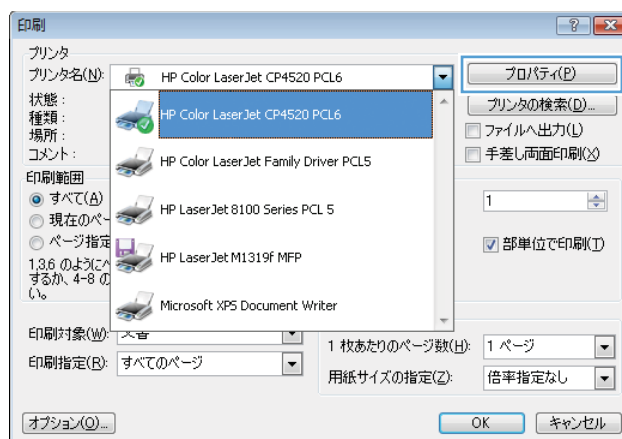 印刷
プリンタ
プリンタ名(N):
HP Color LaserJet CP4520 PCL6
プロパティ(P)
状態 :
種類 :
場所 :
コメント :
HP Color LaserJet CP4520 PCL6
HP Color LaserJet Family Driver PCL5
HP LaserJet 8100 Series PCL 5
HP LaserJet M1319f MFP
Microsoft XPS Document Writer
プリンタの検索(D)...
ファイルへ出力(L)
手差し両面印刷(X)
印刷範囲
すべて(A)
現在のペー
ページ指定
1,3,6 のように
するか、4-8 の
い。
1
部単位で印刷(T)
印刷対象(W):
印刷指定(R):
すべてのページ
1 枚あたりのページ数(H):
1 ページ
用紙サイズの指定(Z):
倍率指定なし
オプション(O)...
OK
キャンセル